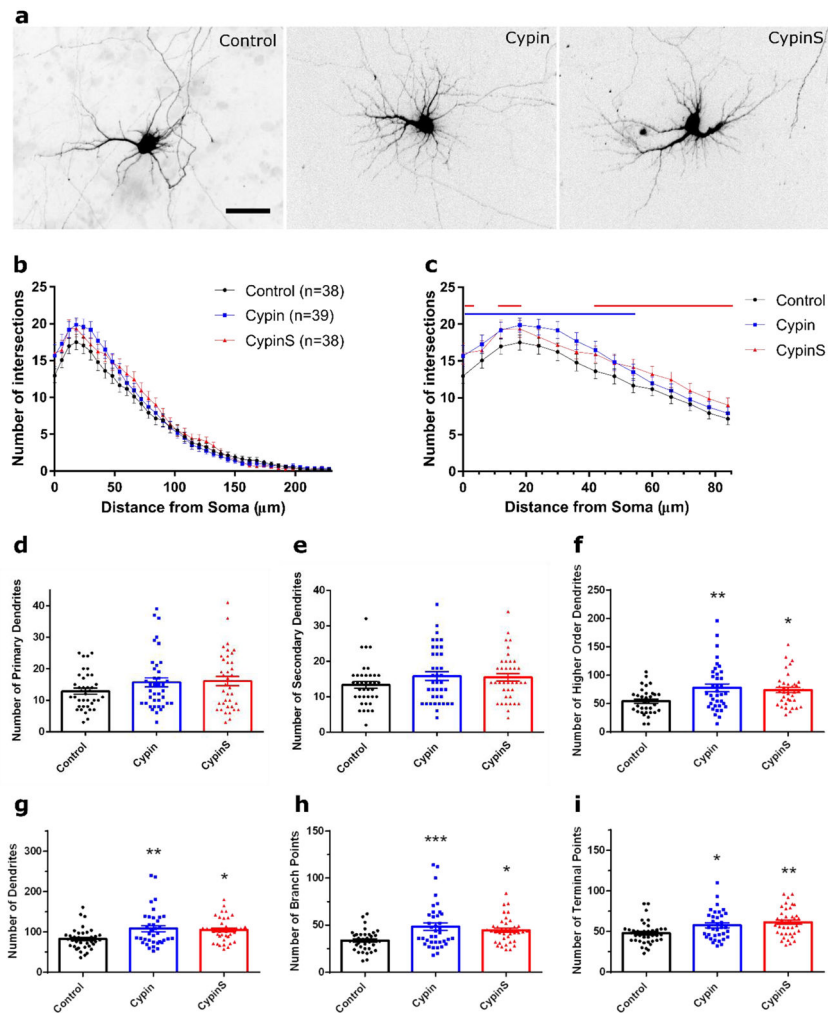 a
Control
Cypin
CypinS
b
Number of intersections
25
20
15
10
5
0
0
50
100
150
200
Distance from Soma (μm)
Control (n=38)
Cypin (n=39)
CypinS (n=38)
c
Number of intersections
25
20
15
10
5
0
0
20
40
60
80
Distance from Soma (μm)
Control
Cypin
CypinS
d
Number of Primary Dendrites
40
30
20
10
0
Control
Cypin
CypinS
e
Number of Secondary Dendrites
40
30
20
10
0
Control
Cypin
CypinS
f
Number of Higher Order Dendrites
250
200
150
100
50
0
**
*
Control
Cypin
CypinS
g
Number of Dendrites
300
200
150
100
50
0
**
*
Control
Cypin
CypinS
h
Number of Branch Points
150
100
50
0
***
*
Control
Cypin
CypinS
i
Number of Terminal Points
150
100
50
0
*
**
Control
Cypin
CypinS